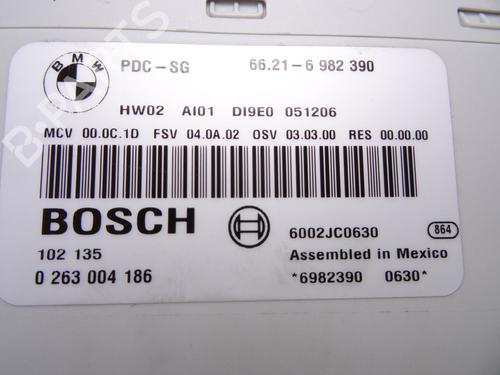 BMW PDC-SG 66.21-6 982 390
HW02 AI01 DI9E0 051206
MCV 00.0C.1D FSV 04.0A.02 OSV 03.03.00 RES 00.00.00
BOSCH 6002JC0630 864
102 135 Assembled in Mexico
0 263 004 186 *6982390 0630*
B-PARTS